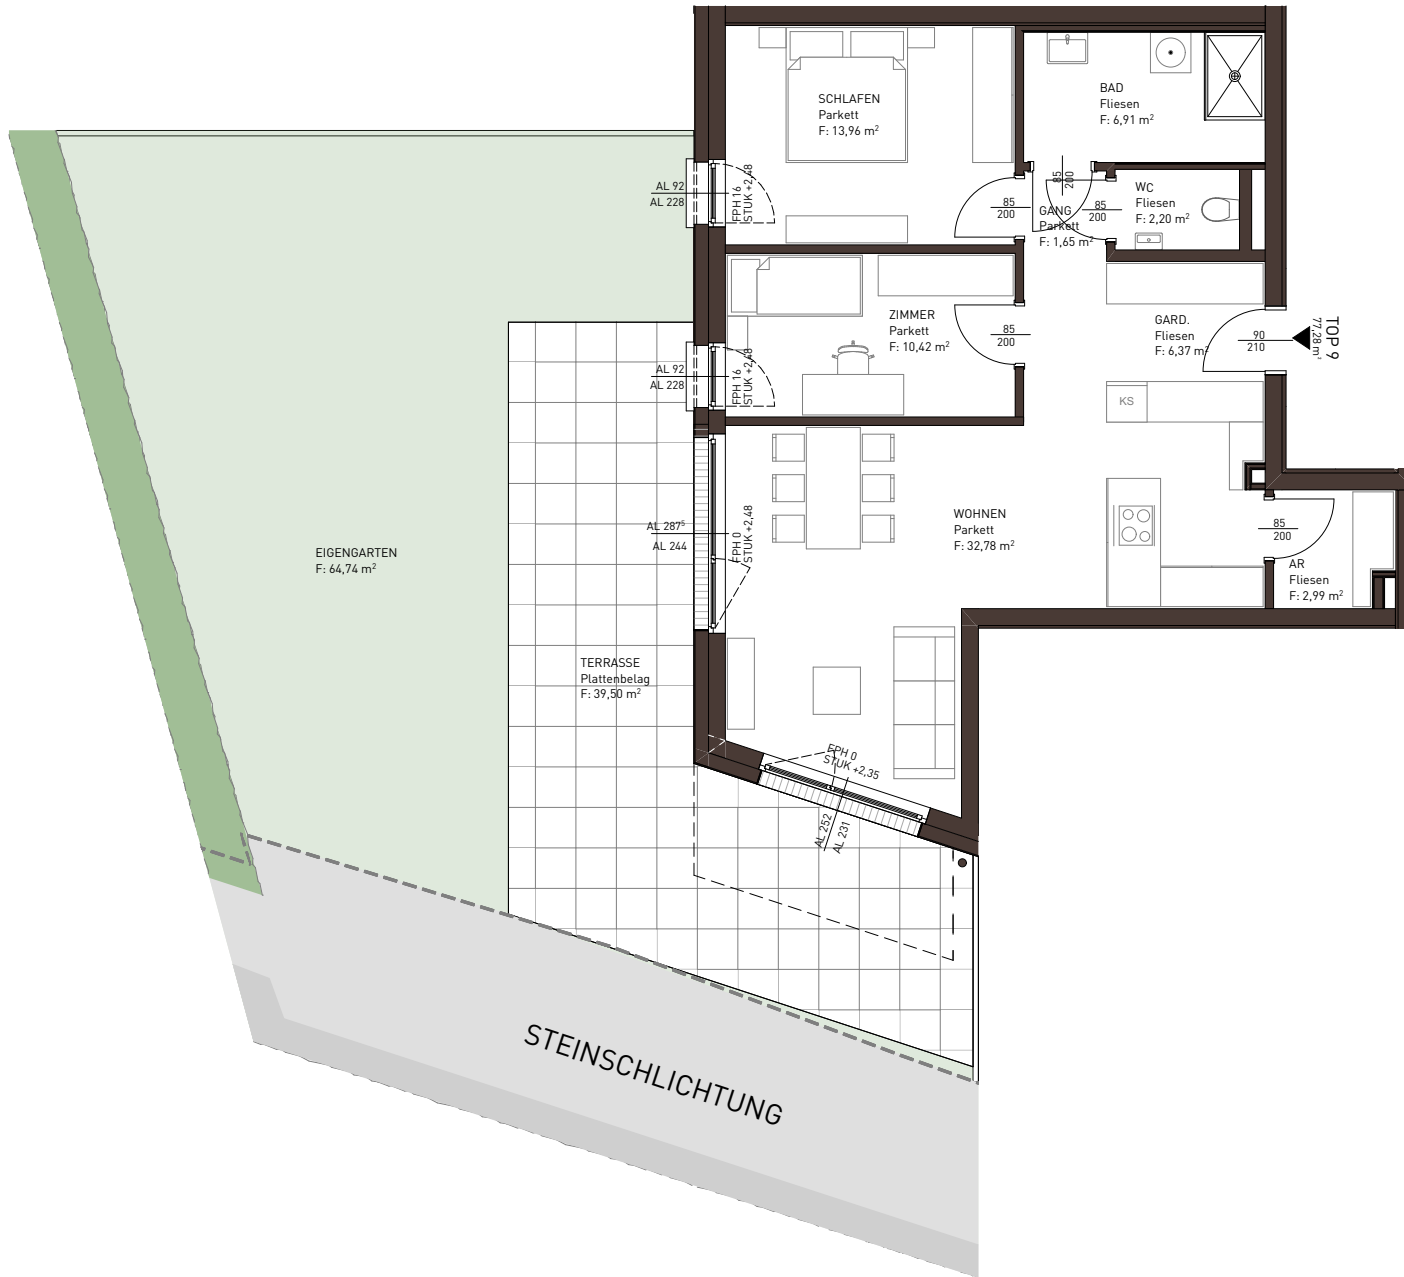 SCHLAFEN
Parkett
F: 13,96 m²
BAD
Fliesen
F: 6,91 m²
AL 92
AL 228
FPH 16
STUK +2,48
85
200
85
200
GANG
Parkett
F: 1,65 m²
85
200
WC
Fliesen
F: 2,20 m²
ZIMMER
Parkett
F: 10,42 m²
85
200
GARD.
Fliesen
F: 6,37 m²
90
210
TOP 9
77,28 m²
AL 92
AL 228
FPH 16
STUK +2,48
KS
AL 287⁵
AL 244
FPH 0
STUK +2,48
WOHNEN
Parkett
F: 32,78 m²
85
200
AR
Fliesen
F: 2,99 m²
EIGENGARTEN
F: 64,74 m²
TERRASSE
Plattenbelag
F: 39,50 m²
FPH 0
STUK +2,35
AL 252
AL 231
STEINSCHLICHTUNG